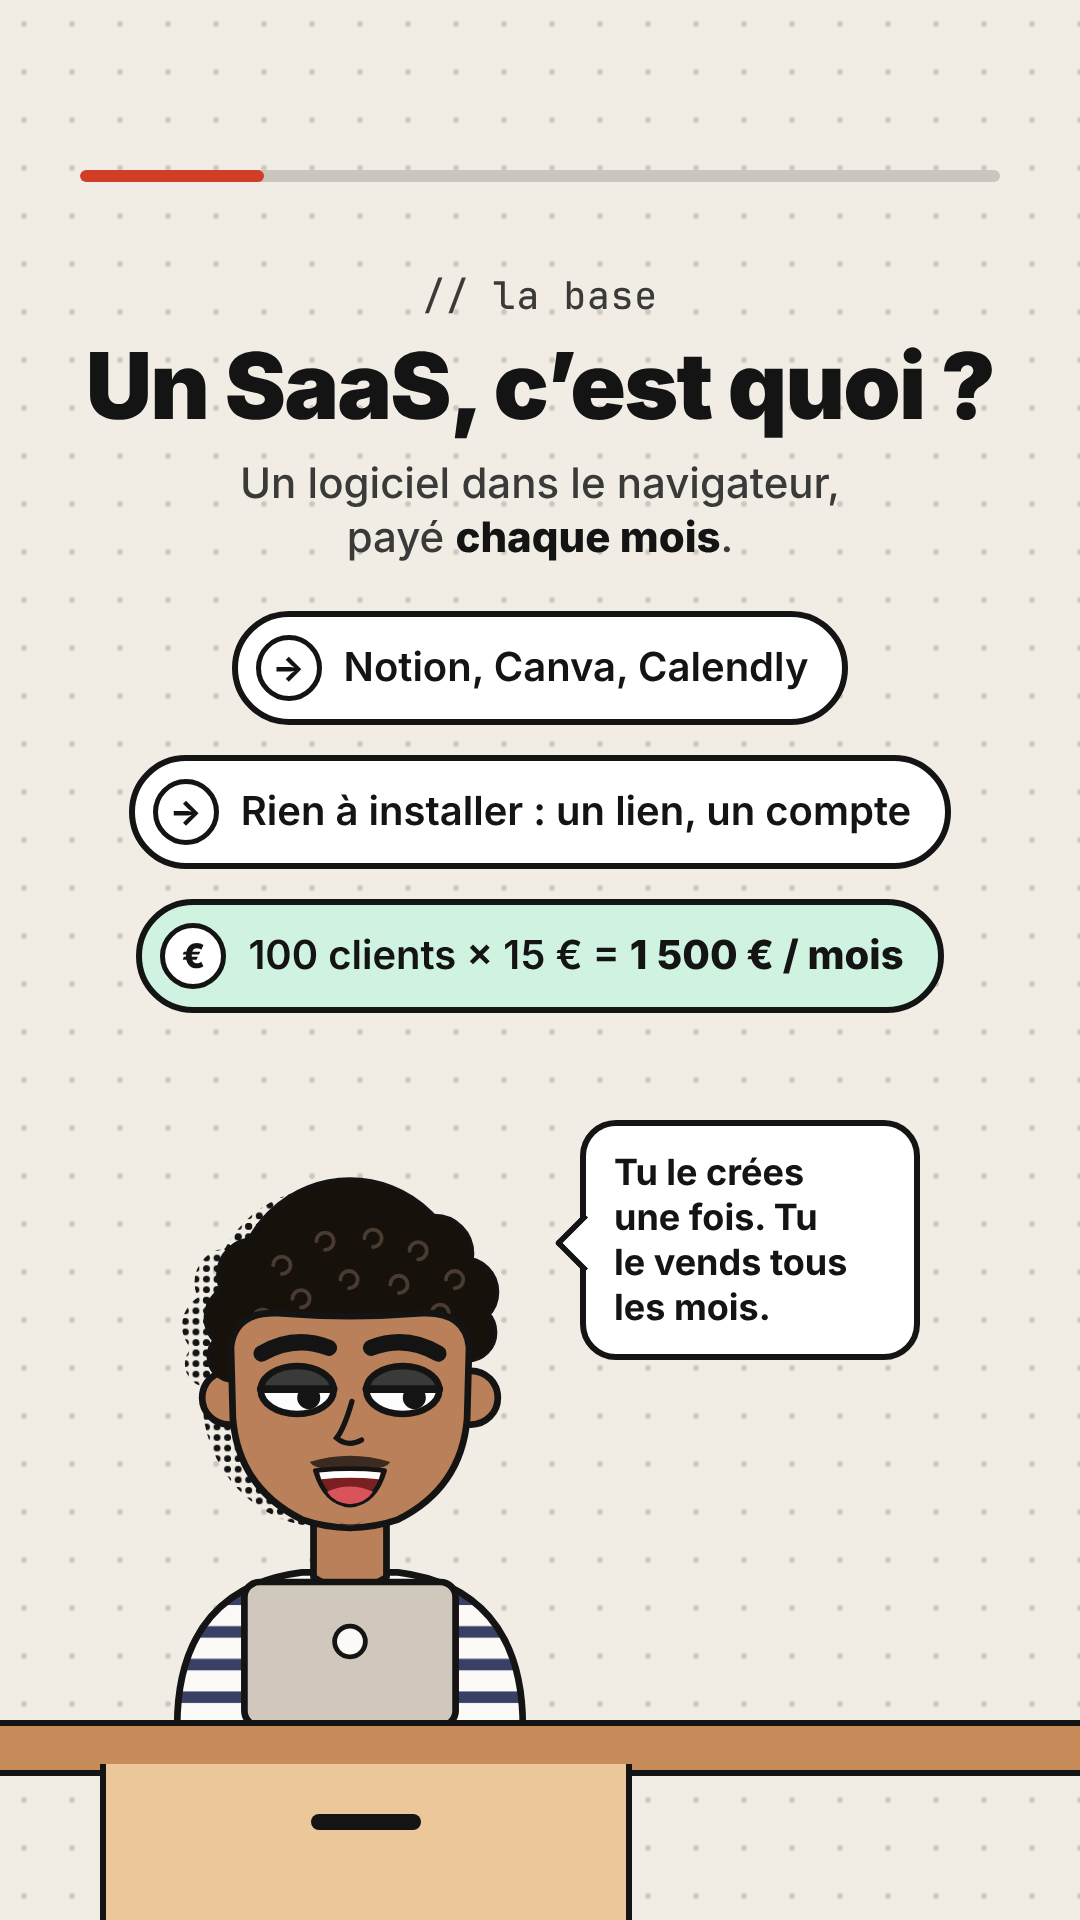 // la base
Un SaaS, c’est quoi ?
Un logiciel dans le navigateur,
payé chaque mois.
→ Notion, Canva, Calendly
→ Rien à installer : un lien, un compte
€ 100 clients × 15 € = 1 500 € / mois
Tu le crées
une fois. Tu
le vends tous
les mois.